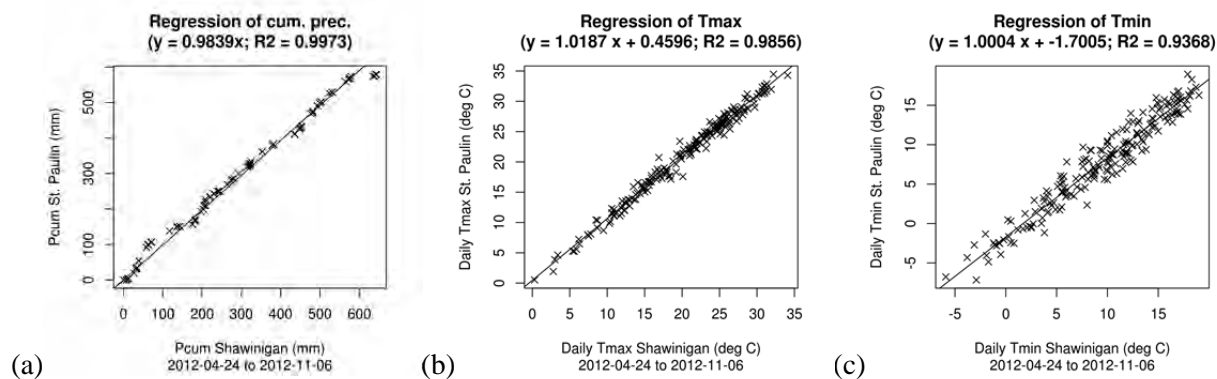 Regression of cum. prec.
(y = 0.9839x; R2 = 0.9973)
Pcum St. Paulin (mm)
500
300
100
0
0 100 200 300 400 500 600
Pcum Shawinigan (mm)
2012-04-24 to 2012-11-06
(a)
Regression of Tmax
(y = 1.0187 x + 0.4596; R2 = 0.9856)
Daily Tmax St. Paulin (deg C)
35
30
25
20
15
10
5
0
0 5 10 15 20 25 30 35
Daily Tmax Shawinigan (deg C)
2012-04-24 to 2012-11-06
(b)
Regression of Tmin
(y = 1.0004 x + -1.7005; R2 = 0.9368)
Daily Tmin St. Paulin (deg C)
15
10
5
0
-5
-5 0 5 10 15
Daily Tmin Shawinigan (deg C)
2012-04-24 to 2012-11-06
(c)